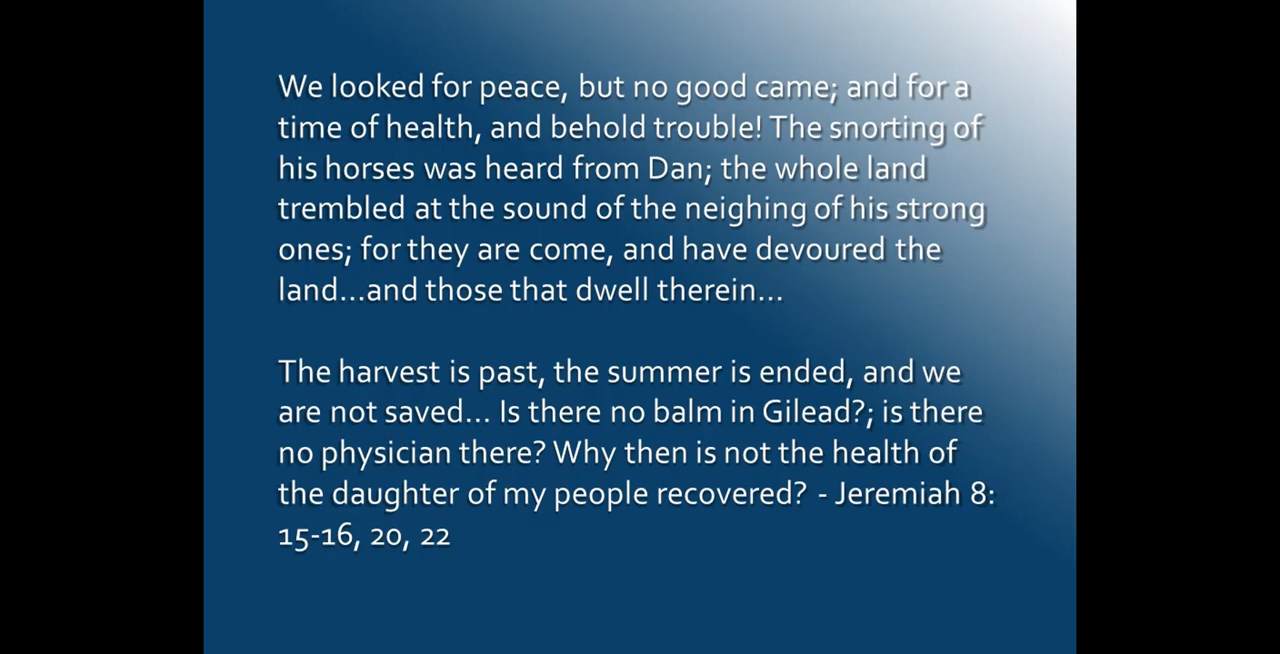 We looked for peace, but no good came; and for a
time of health, and behold trouble! The snorting of
his horses was heard from Dan; the whole land
trembled at the sound of the neighing of his strong
ones; for they are come, and have devoured the
land...and those that dwell therein...
The harvest is past, the summer is ended, and we
are not saved... Is there no balm in Gilead?; is there
no physician there? Why then is not the health of
the daughter of my people recovered? - Jeremiah 8:
15-16, 20, 22